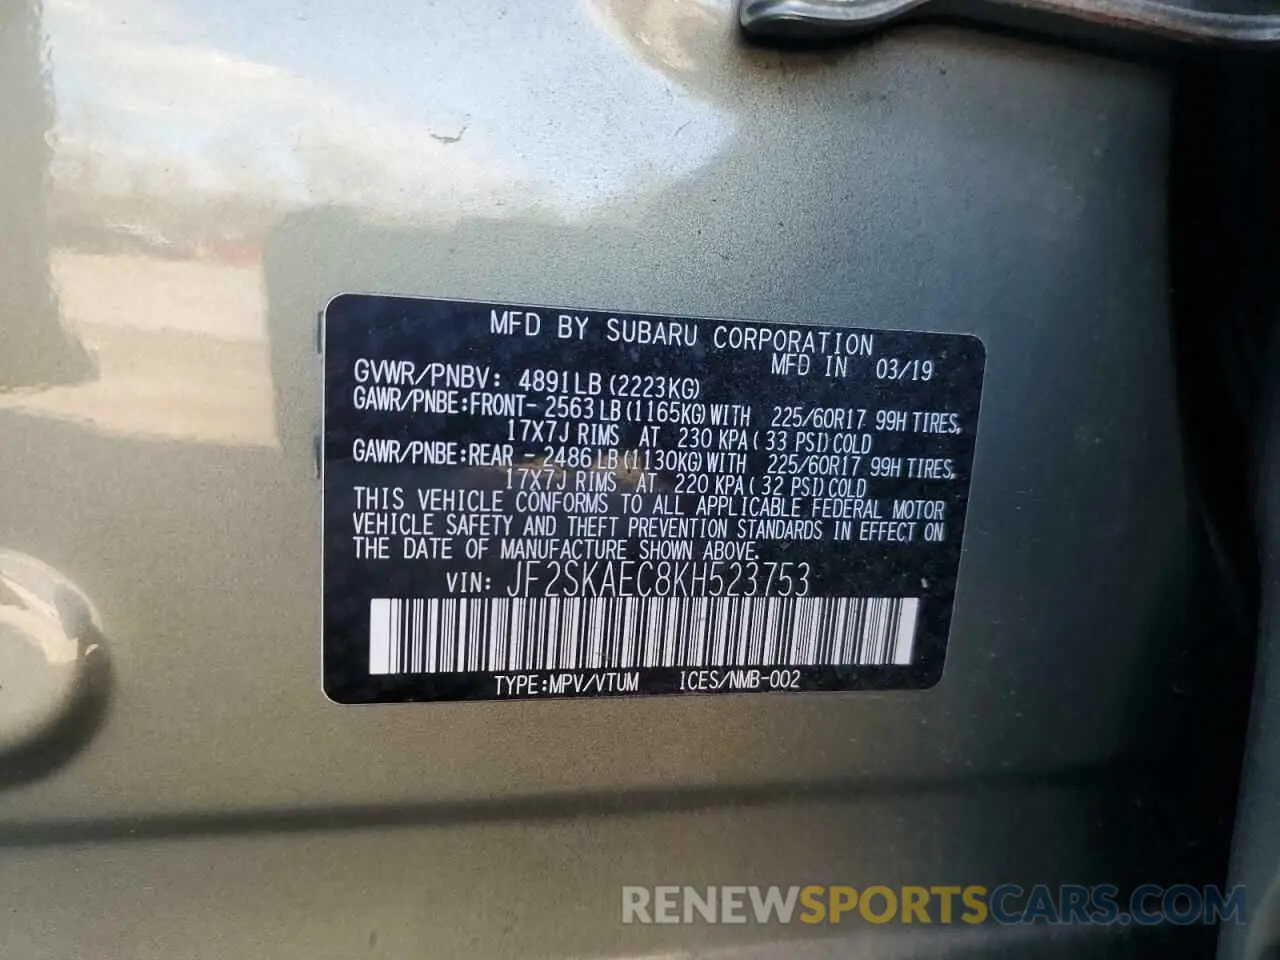 MFD BY SUBARU CORPORATION
MFD IN 03/19
GVWR/PNBV: 4891LB (2223KG)
GAWR/PNBE:FRONT- 2563 LB (1165KG) WITH 225/60R17 99H TIRES,
17X7J RIMS AT 230 KPA ( 33 PSI) COLD
GAWR/PNBE:REAR - 2486 LB (1130KG) WITH 225/60R17 99H TIRES,
17X7J RIMS AT 220 KPA ( 32 PSI) COLD
THIS VEHICLE CONFORMS TO ALL APPLICABLE FEDERAL MOTOR
VEHICLE SAFETY AND THEFT PREVENTION STANDARDS IN EFFECT ON
THE DATE OF MANUFACTURE SHOWN ABOVE.
VIN: JF2SKAEC8KH523753
TYPE:MPV/VTUM ICES/NMB-002
RENEWSPORTSCARS.COM